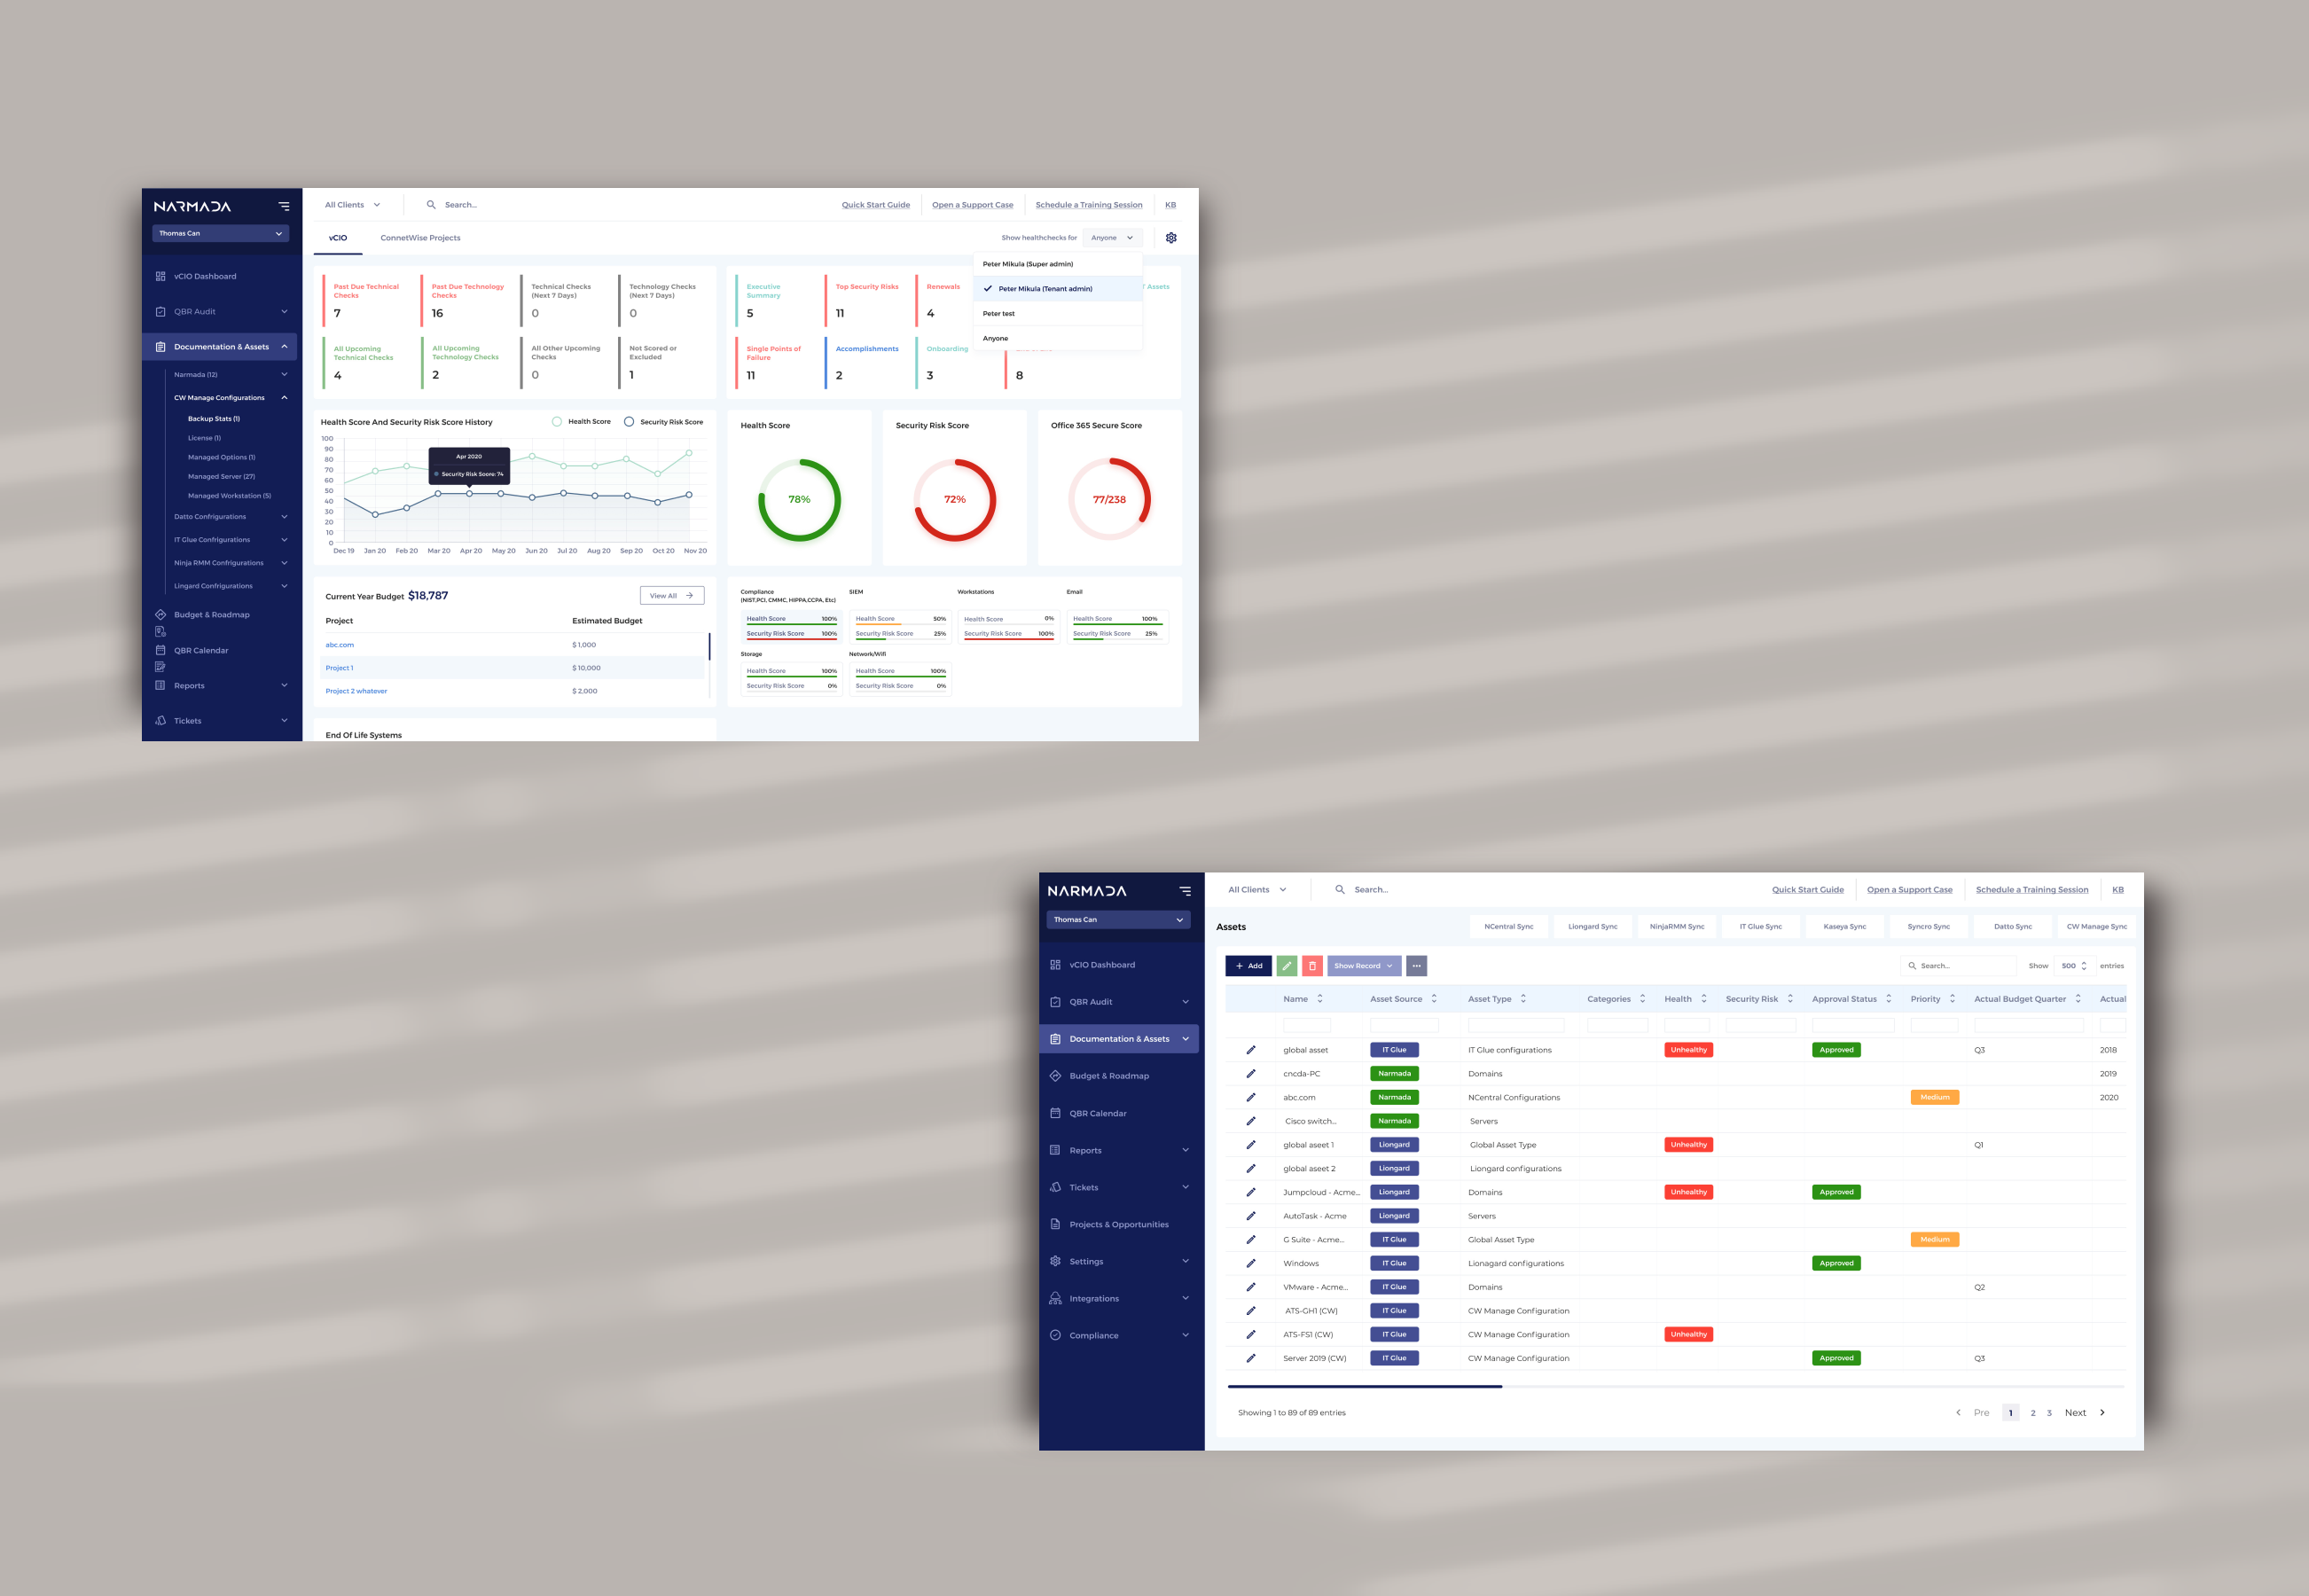 NARMADA
Thomas Can
vCIO Dashboard
QBR Audit
Documentation & Assets
Narmada (12)
CW Manage Configurations
Backup Stats (1)
License (1)
Managed Options (1)
Managed Server (27)
Managed Workstation (5)
Datto Confrigurations
IT Glue Confrigurations
Ninja RMM Confrigurations
Lingard Confrigurations
Budget & Roadmap
QBR Calendar
Reports
Tickets
All Clients
Search...
Quick Start Guide
Open a Support Case
Schedule a Training Session
KB
vCIO
ConnetWise Projects
Show healthchecks for
Anyone
Peter Mikula (Super admin)
Peter Mikula (Tenant admin)
Peter test
Anyone
Past Due Technical
Checks
7
Past Due Technology
Checks
16
Technical Checks
(Next 7 Days)
0
Technology Checks
(Next 7 Days)
0
All Upcoming
Technical Checks
4
All Upcoming
Technology Checks
2
All Other Upcoming
Checks
0
Not Scored or
Excluded
1
Executive
Summary
5
Top Security Risks
11
Renewals
4
Assets
Single Points of
Failure
11
Accomplishments
2
Onboarding
3
8
Health Score And Security Risk Score History
Health Score
Security Risk Score
100
90
80
70
60
50
40
30
20
10
0
Apr 2020
Security Risk Score: 74
Dec 19 Jan 20 Feb 20 Mar 20 Apr 20 May 20 Jun 20 Jul 20 Aug 20 Sep 20 Oct 20 Nov 20
Health Score
78%
Security Risk Score
72%
Office 365 Secure Score
77/238
Current Year Budget $18,787
View All
Project Estimated Budget
abc.com $ 1,000
Project 1 $ 10,000
Project 2 whatever $ 2,000
Compliance
(NIST,PCI, CMMC, HIPPA,CCPA, Etc)
Health Score 100%
Security Risk Score 100%
SIEM
Health Score 50%
Security Risk Score 25%
Workstations
Health Score 0%
Security Risk Score 100%
Email
Health Score 100%
Security Risk Score 25%
Storage
Health Score 100%
Security Risk Score 0%
Network/Wifi
Health Score 100%
Security Risk Score 0%
End Of Life Systems
NARMADA
Thomas Can
vCIO Dashboard
QBR Audit
Documentation & Assets
Budget & Roadmap
QBR Calendar
Reports
Tickets
Projects & Opportunities
Settings
Integrations
Compliance
All Clients
Search...
Quick Start Guide
Open a Support Case
Schedule a Training Session
KB
Assets
NCentral Sync
Liongard Sync
NinjaRMM Sync
IT Glue Sync
Kaseya Sync
Syncro Sync
Datto Sync
CW Manage Sync
+ Add
Show Record
...
Search...
Show 500 entries
Name Asset Source Asset Type Categories Health Security Risk Approval Status Priority Actual Budget Quarter Actual
global asset IT Glue IT Glue configurations Unhealthy Approved Q3 2018
cncda-PC Narmada Domains 2019
abc.com Narmada NCentral Configurations Medium 2020
Cisco switch... Narmada Servers
global aseet 1 Liongard Global Asset Type Unhealthy Q1
global aseet 2 Liongard Liongard configurations
Jumpcloud - Acme... Liongard Domains Unhealthy Approved
AutoTask - Acme Liongard Servers
G Suite - Acme... IT Glue Global Asset Type Medium
Windows IT Glue Lionagard configurations Approved
VMware - Acme... IT Glue Domains Q2
ATS-GH1 (CW) IT Glue CW Manage Configuration
ATS-FS1 (CW) IT Glue CW Manage Configuration Unhealthy
Server 2019 (CW) IT Glue CW Manage Configuration Approved Q3
Showing 1 to 89 of 89 entries
Pre 1 2 3 Next